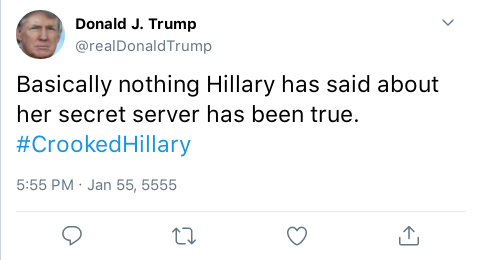 Donald J. Trump
@realDonaldTrump
Basically nothing Hillary has said about
her secret server has been true.
#CrookedHillary
5:55 PM · Jan 55, 5555